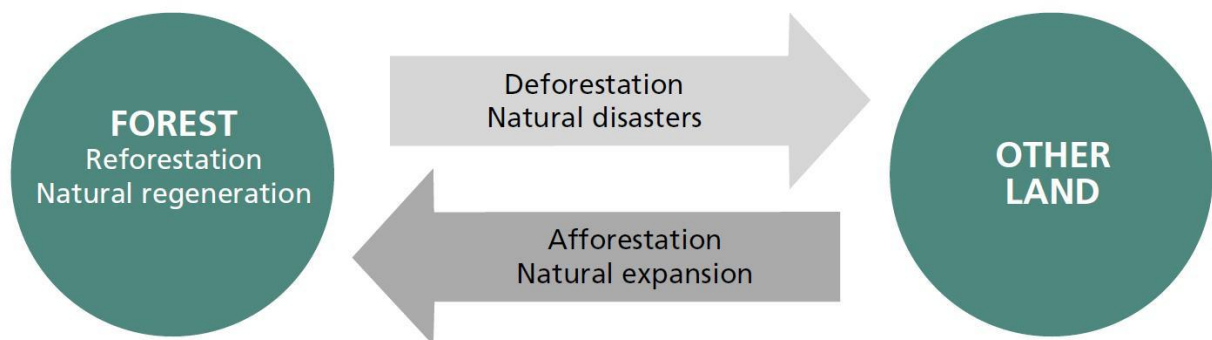 FOREST
Reforestation
Natural regeneration
Deforestation
Natural disasters
Afforestation
Natural expansion
OTHER
LAND